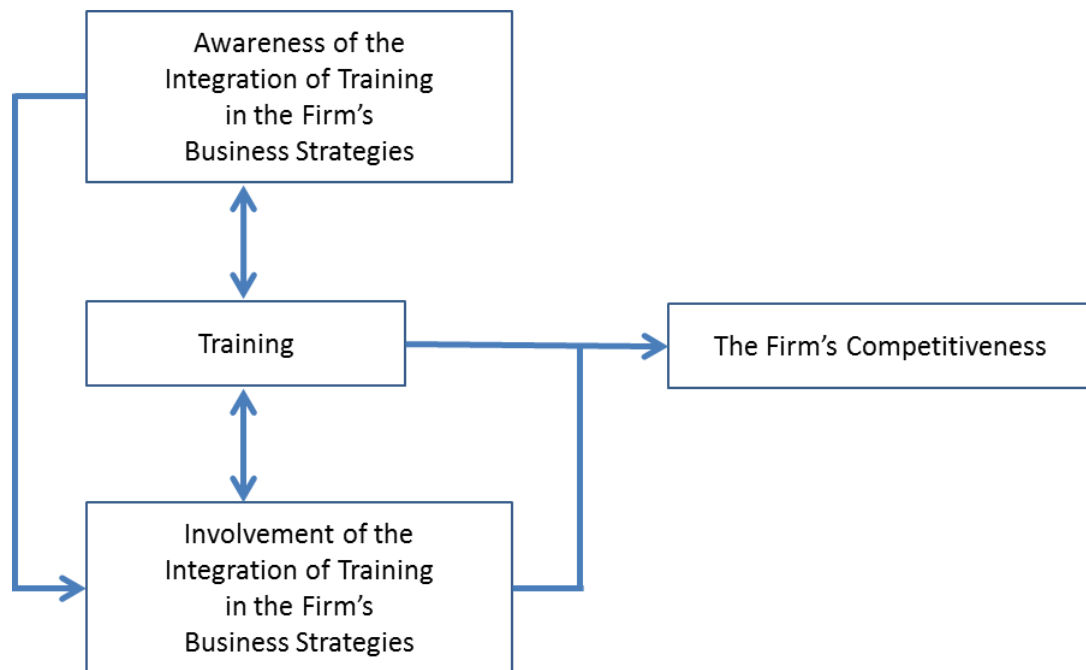 Awareness of the
Integration of Training
in the Firm’s
Business Strategies
Training
The Firm’s Competitiveness
Involvement of the
Integration of Training
in the Firm’s
Business Strategies